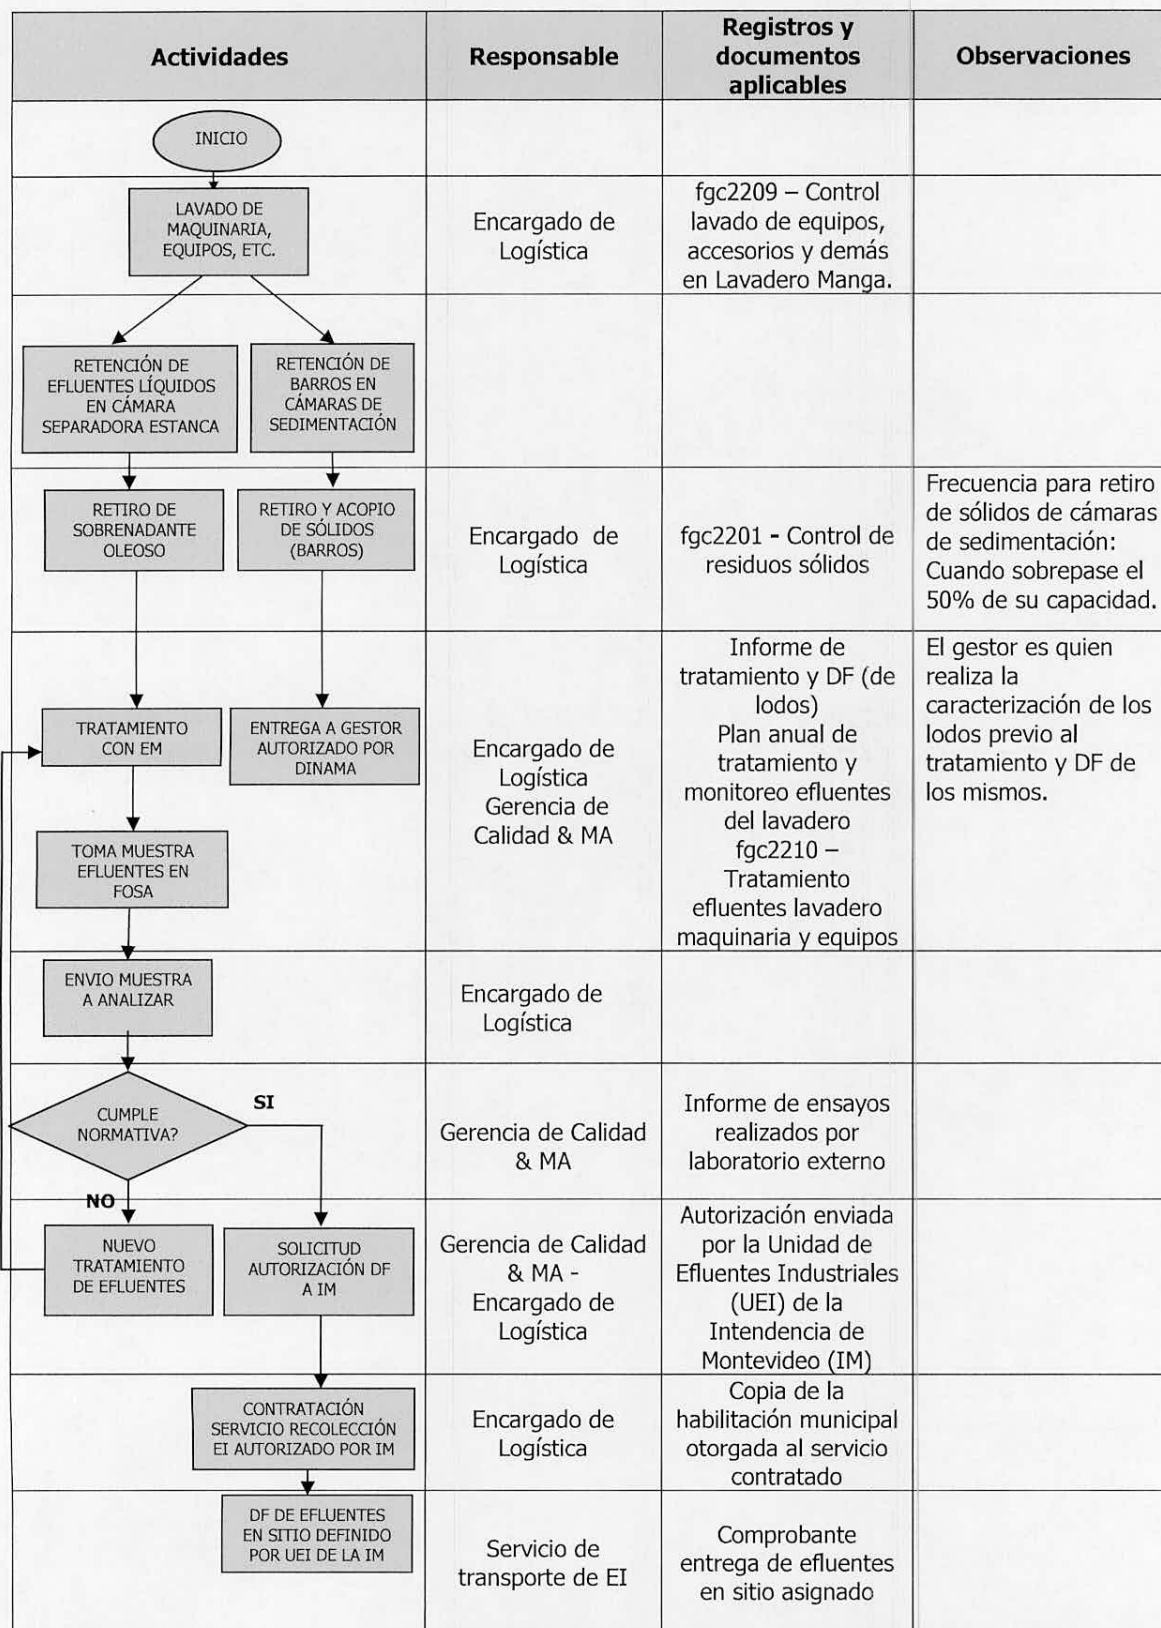 Actividades
Responsable
Registros y
documentos
aplicables
Observaciones
INICIO
LAVADO DE
MAQUINARIA,
EQUIPOS, ETC.
Encargado de
Logística
fgc2209 – Control
lavado de equipos,
accesorios y demás
en Lavadero Manga.
RETENCIÓN DE
EFLUENTES LÍQUIDOS
EN CÁMARA
SEPARADORA ESTANCA
RETENCIÓN DE
BARROS EN
CÁMARAS DE
SEDIMENTACIÓN
RETIRO DE
SOBRENADANTE
OLEOSO
RETIRO Y ACOPIO
DE SÓLIDOS
(BARROS)
Encargado de
Logística
fgc2201 - Control de
residuos sólidos
Frecuencia para retiro
de sólidos de cámaras
de sedimentación:
Cuando sobrepase el
50% de su capacidad.
TRATAMIENTO
CON EM
ENTREGA A GESTOR
AUTORIZADO POR
DINAMA
TOMA MUESTRA
EFLUENTES EN
FOSA
Encargado de
Logística
Gerencia de
Calidad & MA
Informe de
tratamiento y DF (de
lodos)
Plan anual de
tratamiento y
monitoreo efluentes
del lavadero
fgc2210 –
Tratamiento
efluentes lavadero
maquinaria y equipos
El gestor es quien
realiza la
caracterización de los
lodos previo al
tratamiento y DF de
los mismos.
ENVIO MUESTRA
A ANALIZAR
Encargado de
Logística
CUMPLE
NORMATIVA?
SI
NO
Gerencia de Calidad
& MA
Informe de ensayos
realizados por
laboratorio externo
NUEVO
TRATAMIENTO
DE EFLUENTES
SOLICITUD
AUTORIZACIÓN DF
A IM
Gerencia de Calidad
& MA -
Encargado de
Logística
Autorización enviada
por la Unidad de
Efluentes Industriales
(UEI) de la
Intendencia de
Montevideo (IM)
CONTRATACIÓN
SERVICIO RECOLECCIÓN
EI AUTORIZADO POR IM
Encargado de
Logística
Copia de la
habilitación municipal
otorgada al servicio
contratado
DF DE EFLUENTES
EN SITIO DEFINIDO
POR UEI DE LA IM
Servicio de
transporte de EI
Comprobante
entrega de efluentes
en sitio asignado